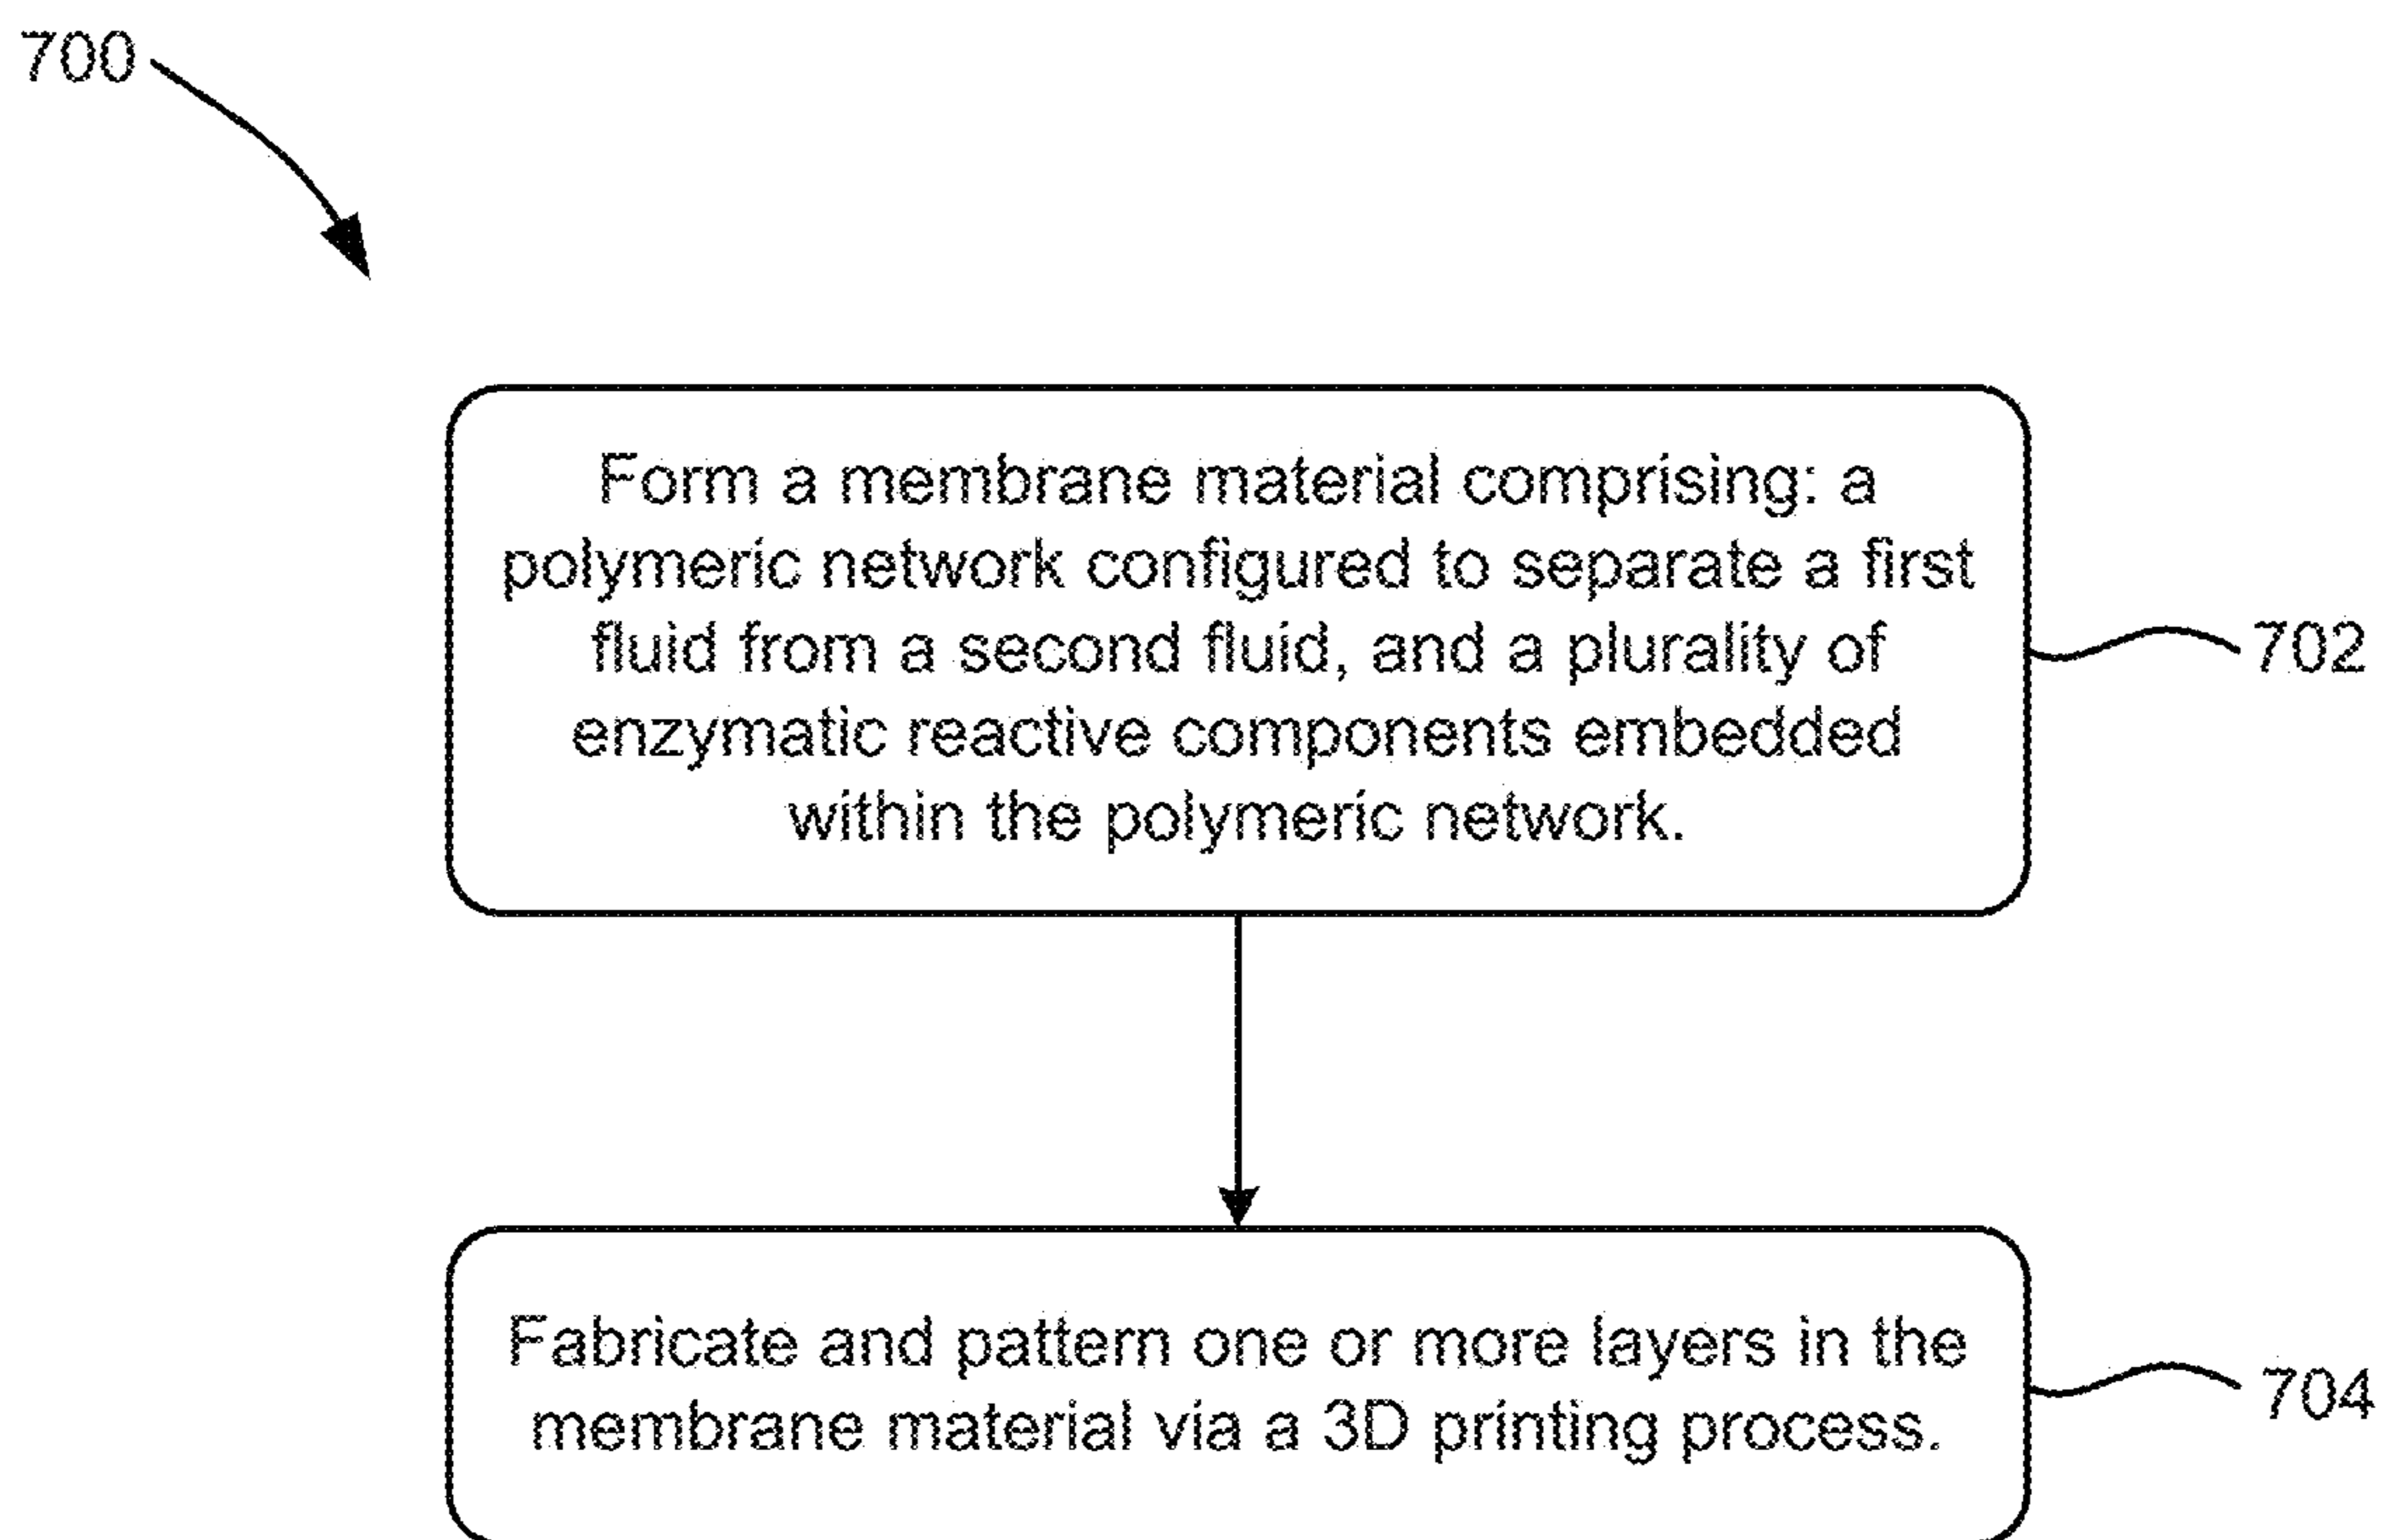 700
Form a membrane material comprising: a
polymeric network configured to separate a first
fluid from a second fluid, and a plurality of
enzymatic reactive components embedded
within the polymeric network.
702
Fabricate and pattern one or more layers in the
membrane material via a 3D printing process.
704